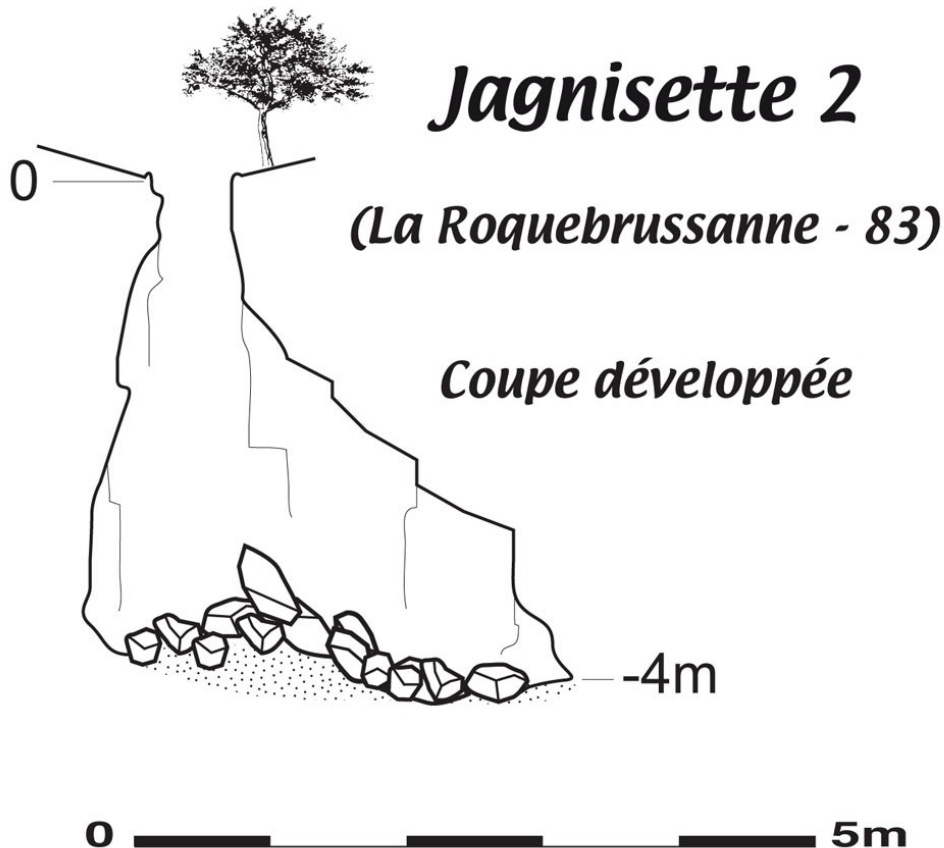 Jagnisette 2
0
(La Roquebrussanne - 83)
Coupe développée
-4m
0 5m